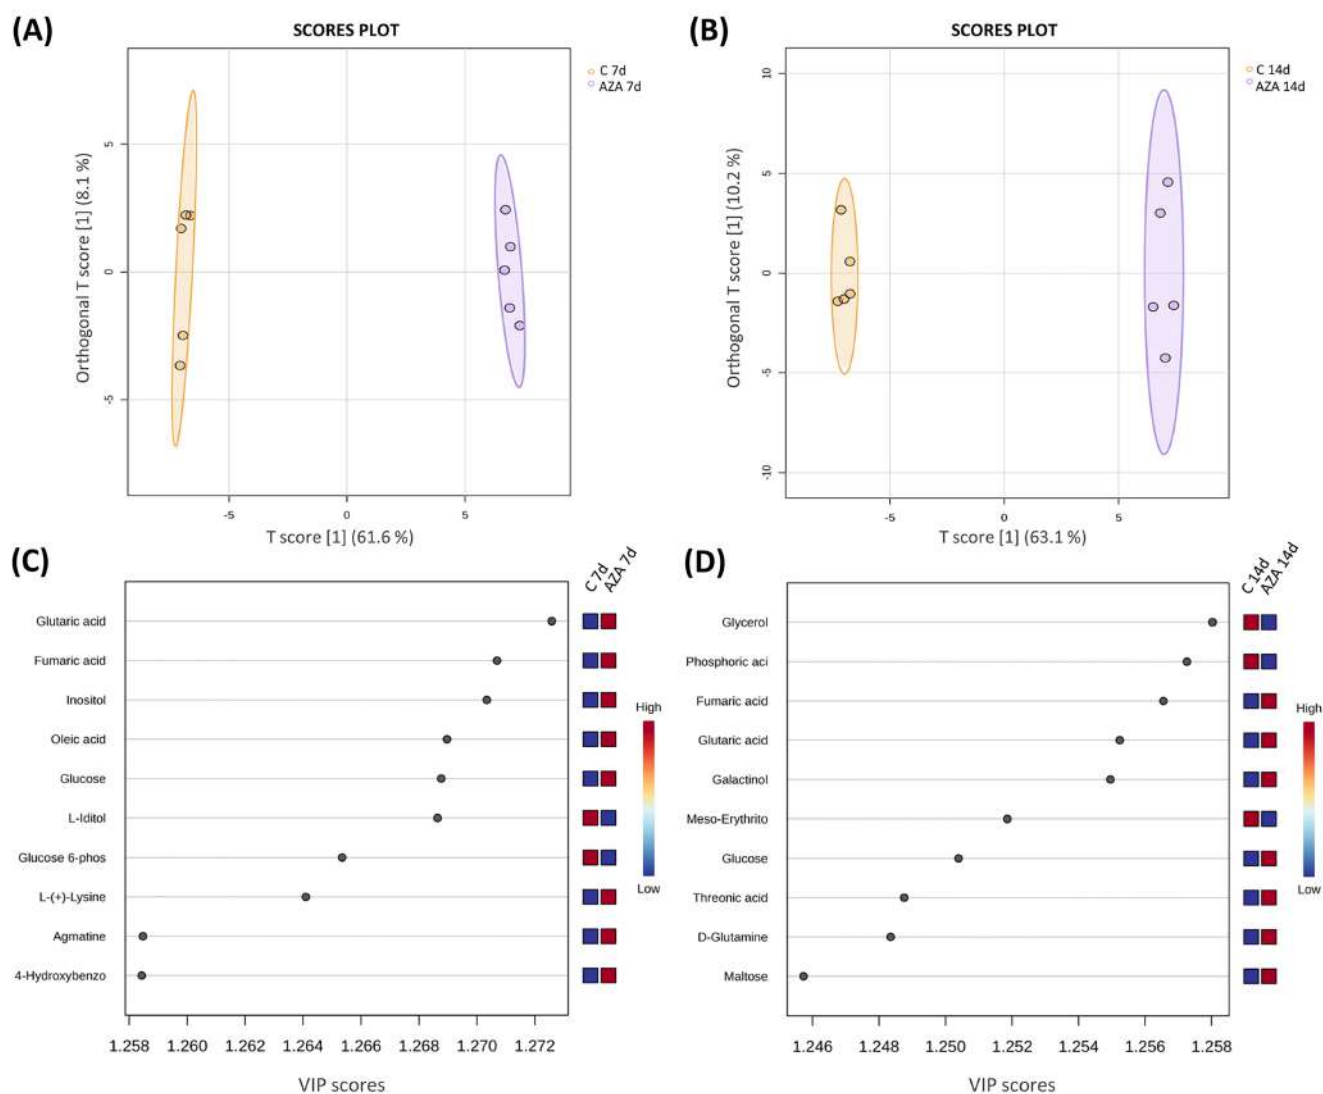 (A)
SCORES PLOT
C 7d
AZA 7d
Orthogonal T score [1] (8.1 %)
5
0
-5
-5
0
5
T score [1] (61.6 %)
(B)
SCORES PLOT
C 14d
AZA 14d
Orthogonal T score [1] (10.2 %)
10
5
0
-5
-10
-5
0
5
T score [1] (63.1 %)
(C)
C 7d
AZA 7d
Glutaric acid
Fumaric acid
Inositol
Oleic acid
Glucose
L-Iditol
Glucose 6-phos
L-(+)-Lysine
Agmatine
4-Hydroxybenzo
High
Low
1.258 1.260 1.262 1.264 1.266 1.268 1.270 1.272
VIP scores
(D)
C 14d
AZA 14d
Glycerol
Phosphoric aci
Fumaric acid
Glutaric acid
Galactinol
Meso-Erythrito
Glucose
Threonic acid
D-Glutamine
Maltose
High
Low
1.246 1.248 1.250 1.252 1.254 1.256 1.258
VIP scores